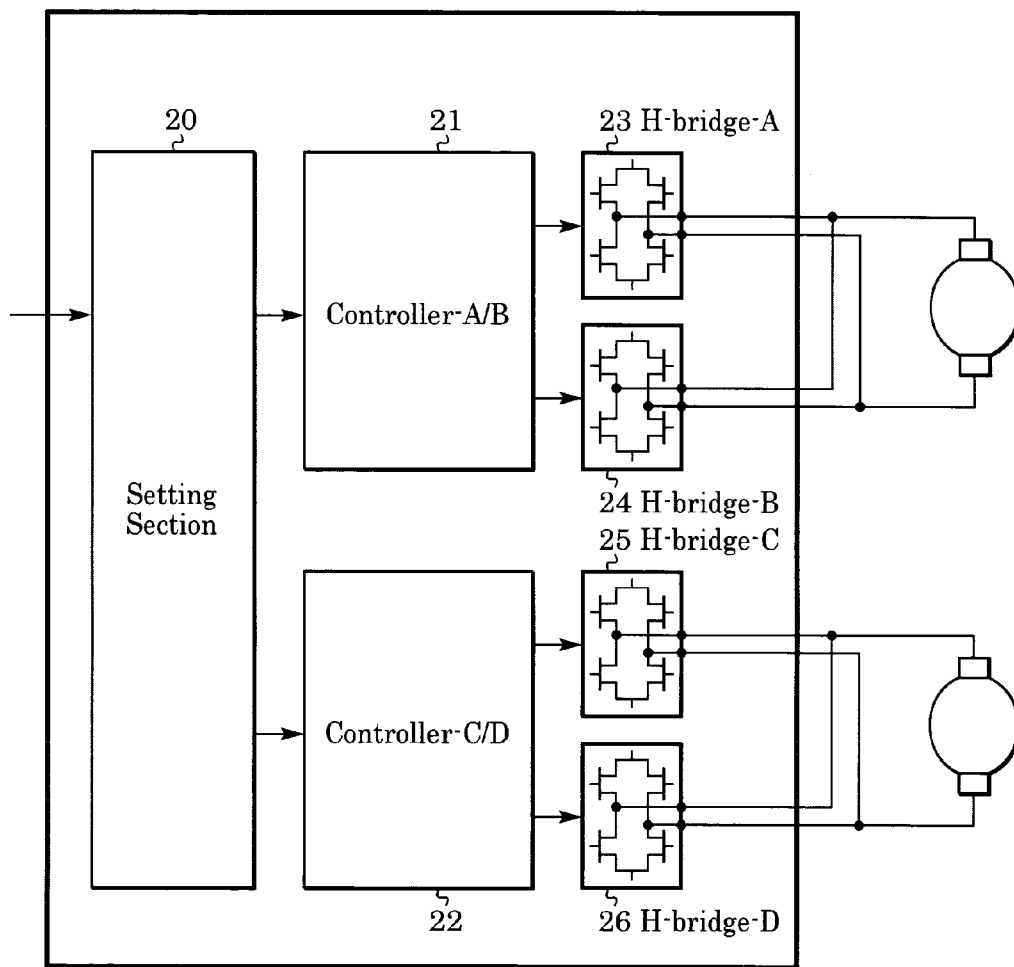 20
21
23 H-bridge-A
Controller-A/B
Setting
Section
24 H-bridge-B
25 H-bridge-C
Controller-C/D
22
26 H-bridge-D